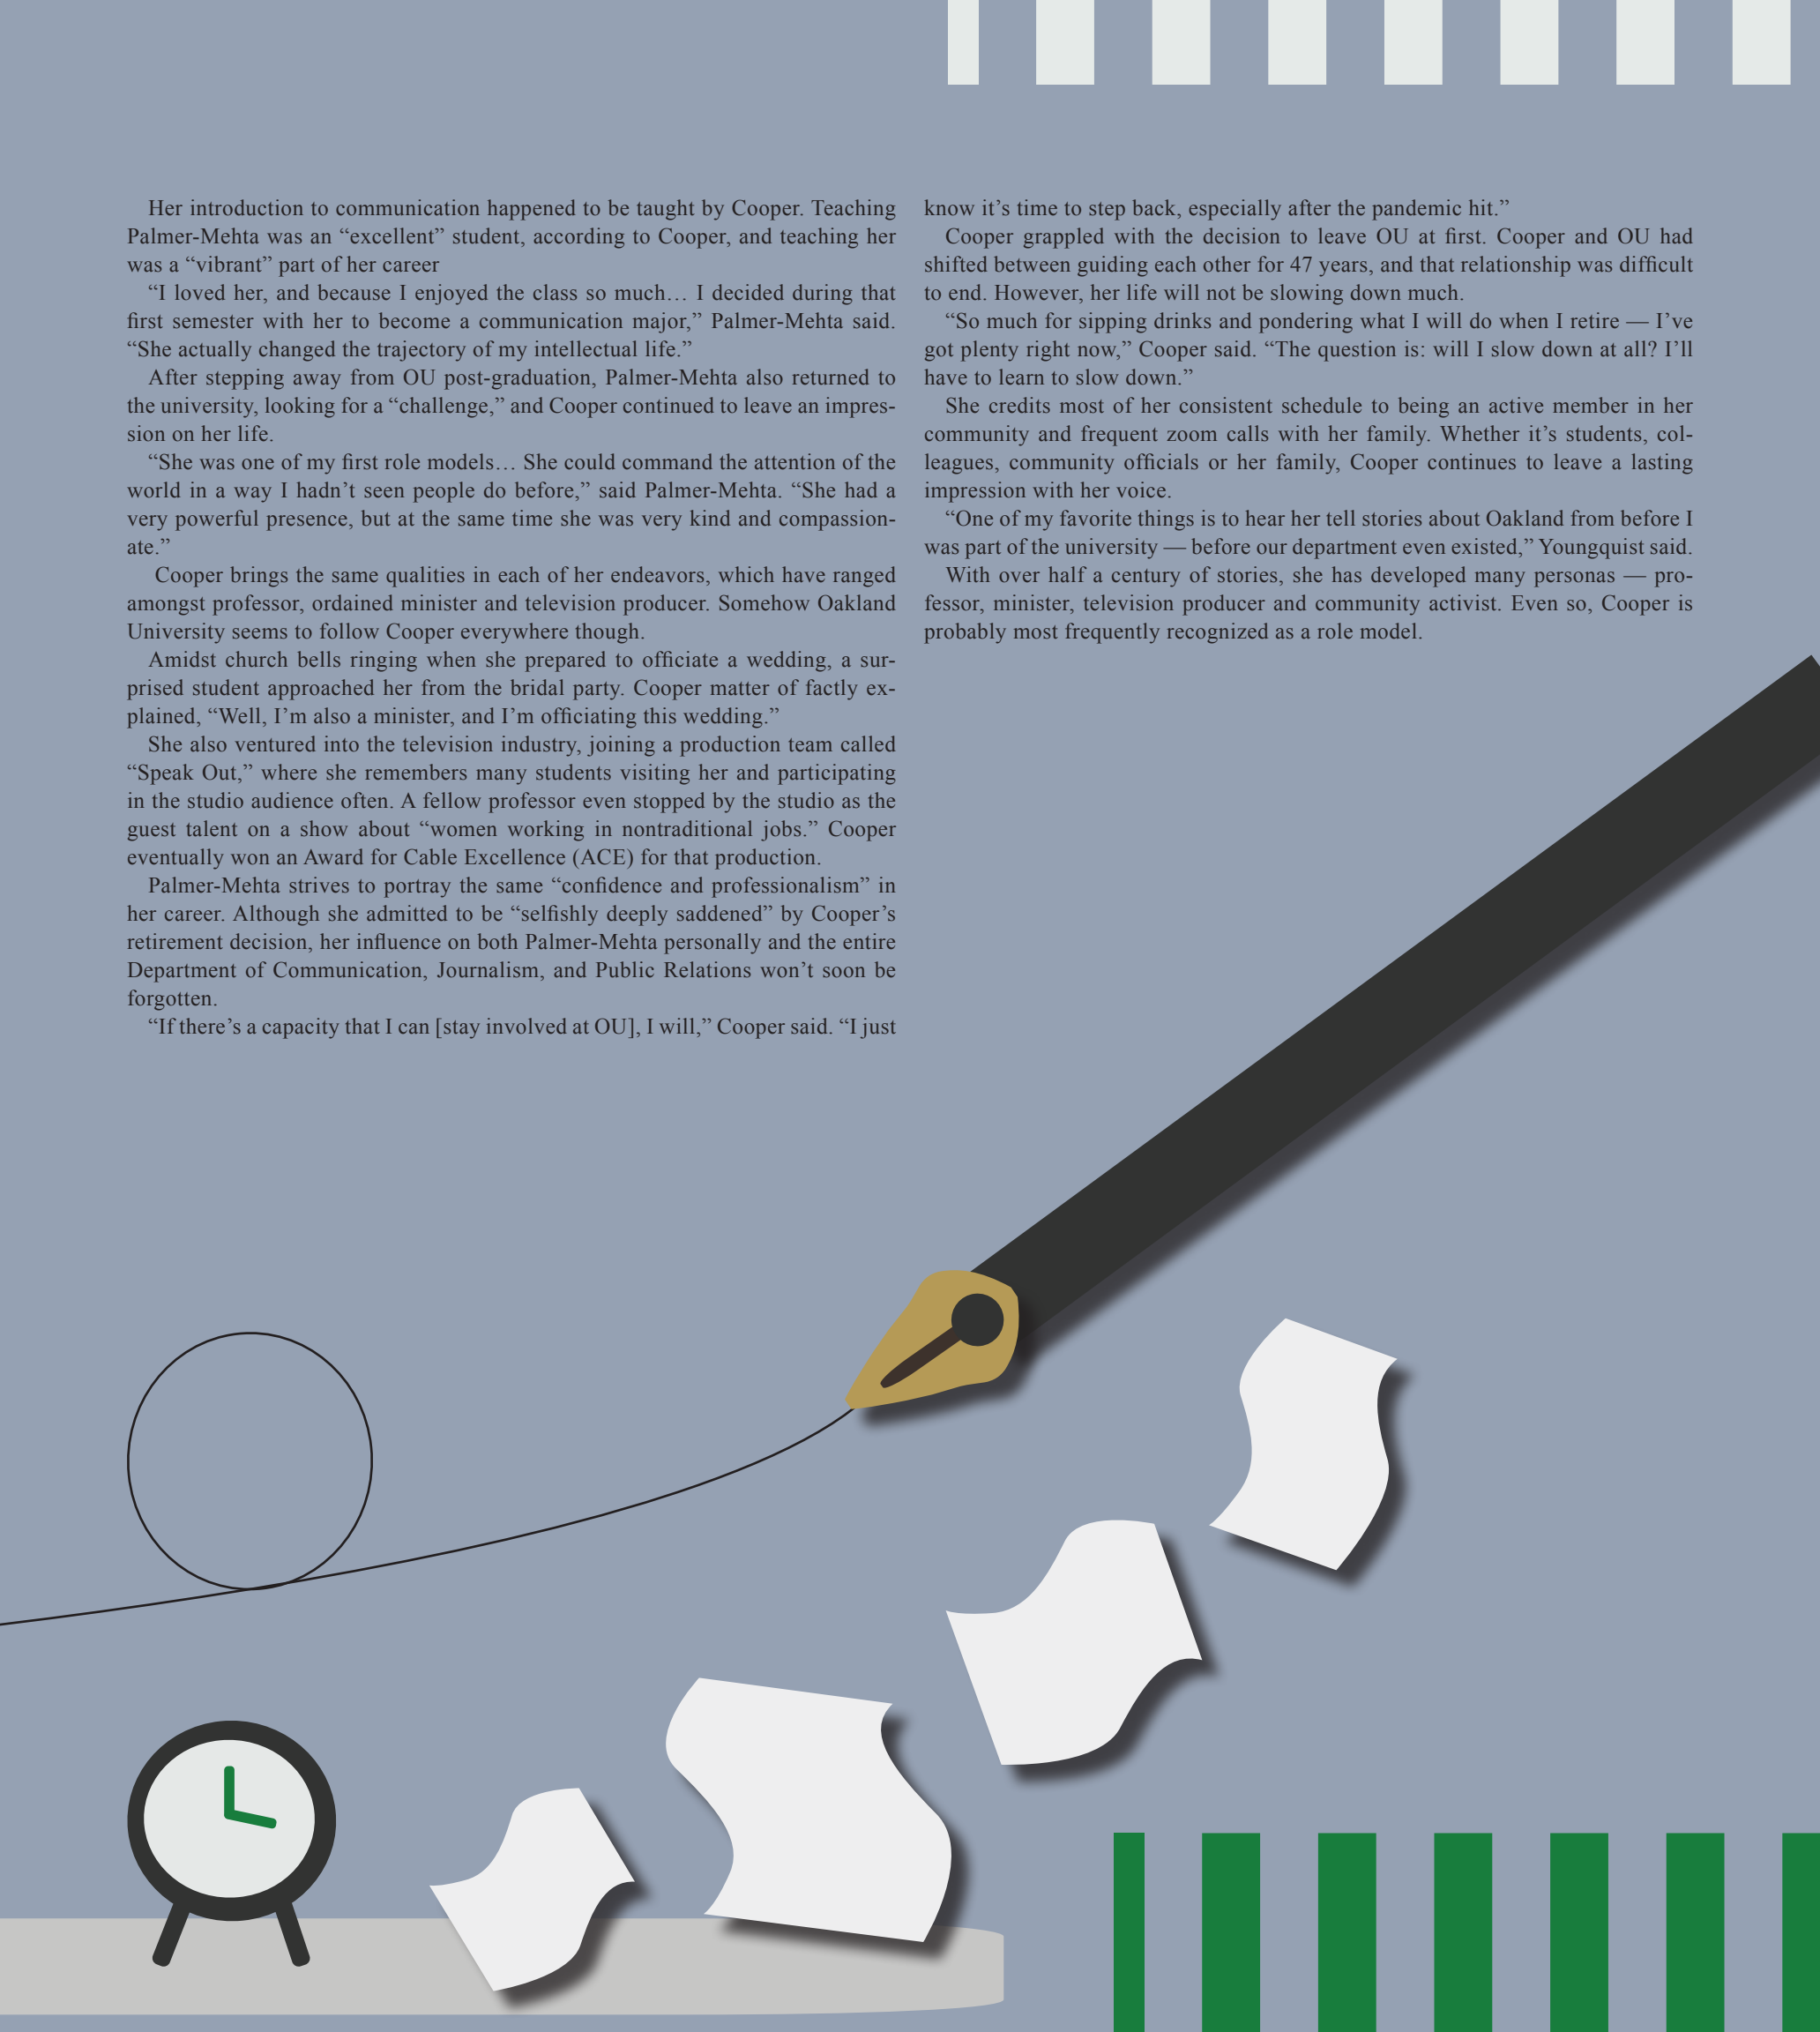 Her introduction to communication happened to be taught by Cooper. Teaching
Palmer-Mehta was an “excellent” student, according to Cooper, and teaching her
was a “vibrant” part of her career
“I loved her, and because I enjoyed the class so much… I decided during that
first semester with her to become a communication major,” Palmer-Mehta said.
“She actually changed the trajectory of my intellectual life.”
After stepping away from OU post-graduation, Palmer-Mehta also returned to
the university, looking for a “challenge,” and Cooper continued to leave an impres-
sion on her life.
“She was one of my first role models… She could command the attention of the
world in a way I hadn’t seen people do before,” said Palmer-Mehta. “She had a
very powerful presence, but at the same time she was very kind and compassion-
ate.”
Cooper brings the same qualities in each of her endeavors, which have ranged
amongst professor, ordained minister and television producer. Somehow Oakland
University seems to follow Cooper everywhere though.
Amidst church bells ringing when she prepared to officiate a wedding, a sur-
prised student approached her from the bridal party. Cooper matter of factly ex-
plained, “Well, I’m also a minister, and I’m officiating this wedding.”
She also ventured into the television industry, joining a production team called
“Speak Out,” where she remembers many students visiting her and participating
in the studio audience often. A fellow professor even stopped by the studio as the
guest talent on a show about “women working in nontraditional jobs.” Cooper
eventually won an Award for Cable Excellence (ACE) for that production.
Palmer-Mehta strives to portray the same “confidence and professionalism” in
her career. Although she admitted to be “selfishly deeply saddened” by Cooper’s
retirement decision, her influence on both Palmer-Mehta personally and the entire
Department of Communication, Journalism, and Public Relations won’t soon be
forgotten.
“If there’s a capacity that I can [stay involved at OU], I will,” Cooper said. “I just
know it’s time to step back, especially after the pandemic hit.”
Cooper grappled with the decision to leave OU at first. Cooper and OU had
shifted between guiding each other for 47 years, and that relationship was difficult
to end. However, her life will not be slowing down much.
“So much for sipping drinks and pondering what I will do when I retire — I’ve
got plenty right now,” Cooper said. “The question is: will I slow down at all? I’ll
have to learn to slow down.”
She credits most of her consistent schedule to being an active member in her
community and frequent zoom calls with her family. Whether it’s students, col-
leagues, community officials or her family, Cooper continues to leave a lasting
impression with her voice.
“One of my favorite things is to hear her tell stories about Oakland from before I
was part of the university — before our department even existed,” Youngquist said.
With over half a century of stories, she has developed many personas — pro-
fessor, minister, television producer and community activist. Even so, Cooper is
probably most frequently recognized as a role model.